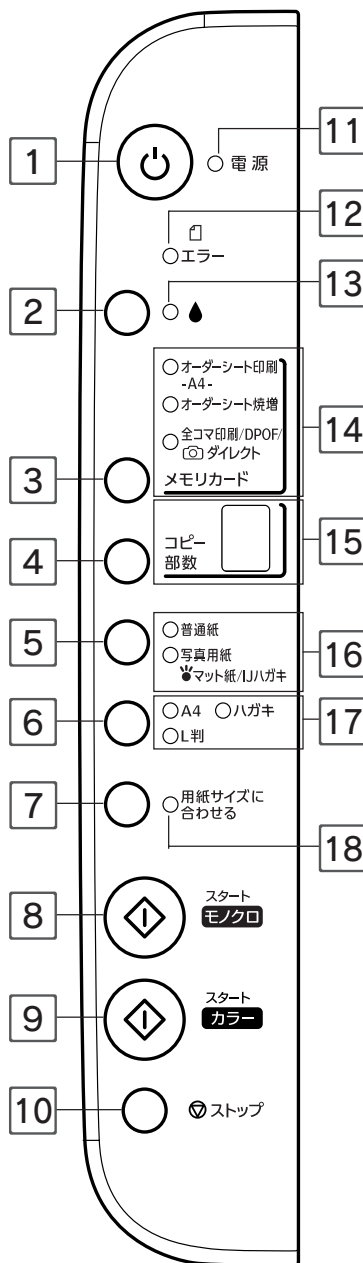 1
11
電源
12
エラー
13
2
オーダーシート印刷
-A4-
オーダーシート焼増
全コマ印刷/DPOF/
ダイレクト
メモリカード
14
3
コピー
部数
15
4
普通紙
写真用紙
マット紙/IJハガキ
16
5
A4 ハガキ
L判
17
6
用紙サイズに
合わせる
7
18
スタート
モノクロ
8
スタート
カラー
9
ストップ
10